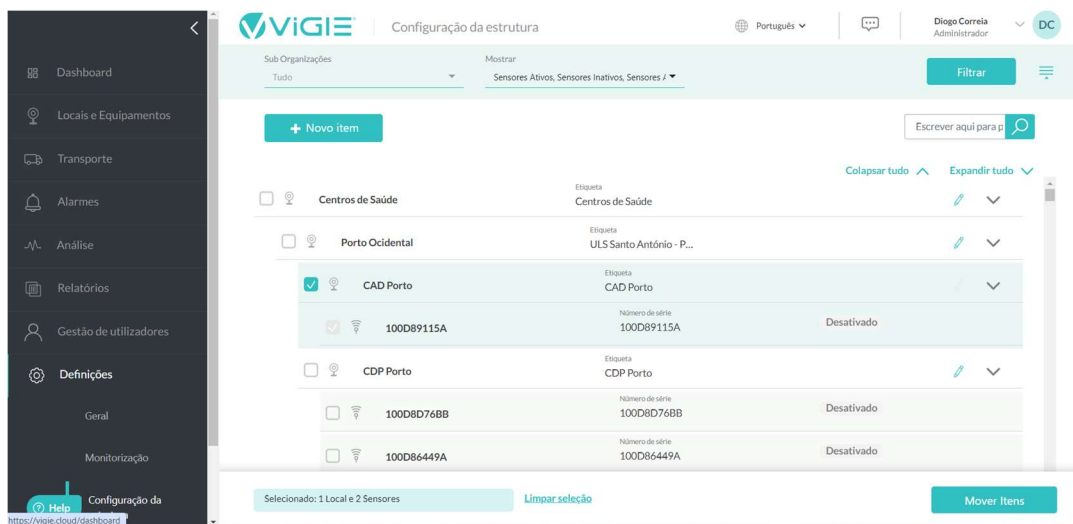 ViGIE
Configuração da estrutura
Português
Diogo Correia
Administrador
DC
Dashboard
Locais e Equipamentos
Transporte
Alarmes
Análise
Relatórios
Gestão de utilizadores
Definições
Geral
Monitorização
Configuração da
Help
https://vigie.cloud/dashboard
Sub Organizações
Tudo
Mostrar
Sensores Ativos, Sensores Inativos, Sensores A
Filtrar
+ Novo item
Escrever aqui para p
Colapsar tudo
Expandir tudo
Centros de Saúde
Etiqueta
Centros de Saúde
Porto Ocidental
Etiqueta
ULS Santo António - P...
CAD Porto
Etiqueta
CAD Porto
100D89115A
Número de série
100D89115A
Desativado
CDP Porto
Etiqueta
CDP Porto
100D8D76BB
Número de série
100D8D76BB
Desativado
100D86449A
Número de série
100D86449A
Desativado
Selecionado: 1 Local e 2 Sensores
Limpar seleção
Mover Itens